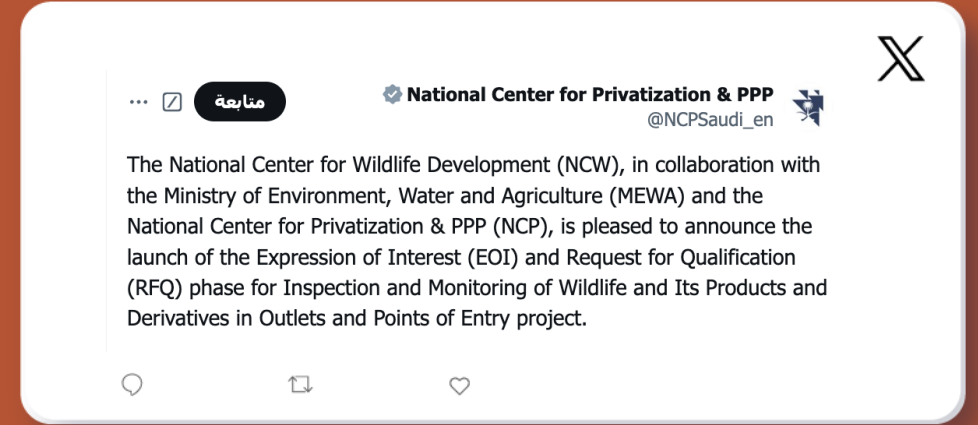 متابعة
National Center for Privatization & PPP
@NCPSaudi_en
The National Center for Wildlife Development (NCW), in collaboration with
the Ministry of Environment, Water and Agriculture (MEWA) and the
National Center for Privatization & PPP (NCP), is pleased to announce the
launch of the Expression of Interest (EOI) and Request for Qualification
(RFQ) phase for Inspection and Monitoring of Wildlife and Its Products and
Derivatives in Outlets and Points of Entry project.